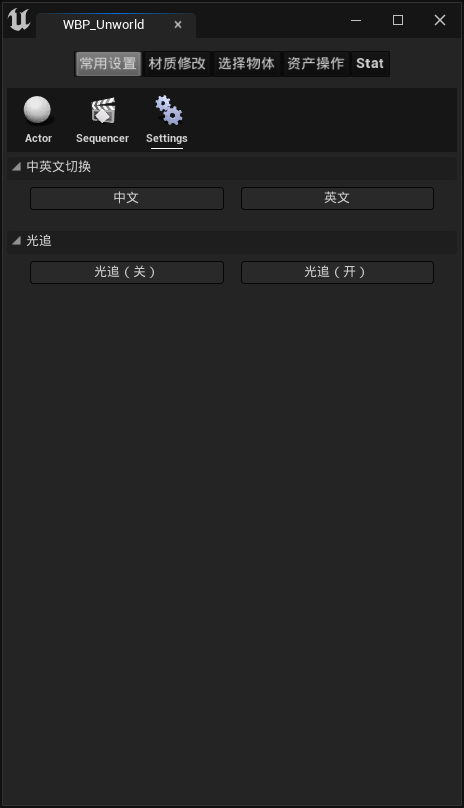 WBP_Unworld
常用设置 材质修改 选择物体 资产操作 Stat
Actor Sequencer Settings
中英文切换
中文 英文
光追
光追（关） 光追（开）